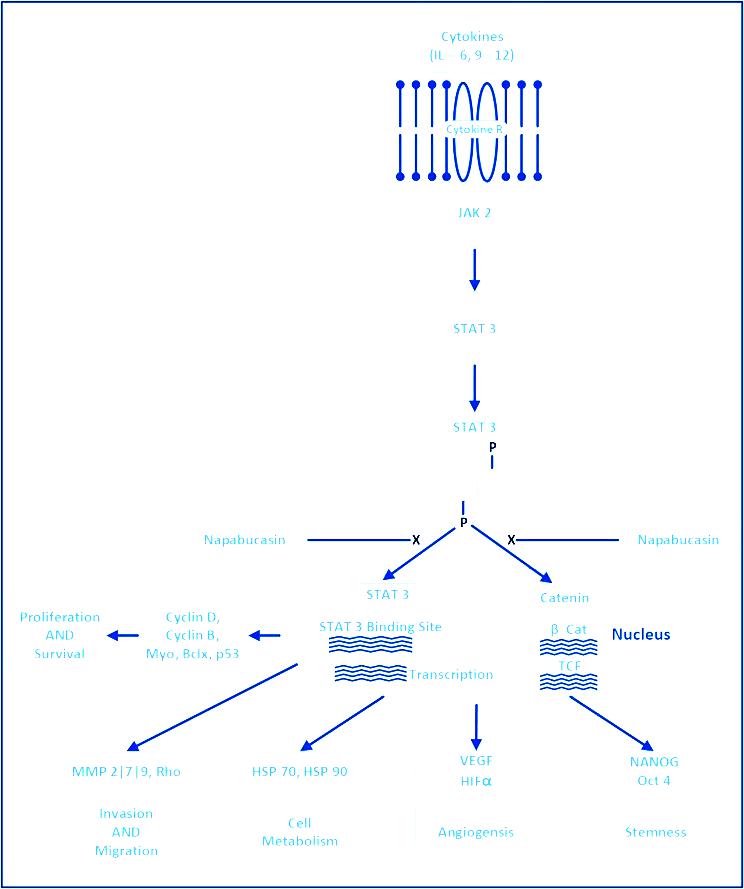 Cytokines
(IL – 6, 9 – 12)
Cytokine R
JAK 2
STAT 3
STAT 3
P
P
Napabucasin
X
X
Napabucasin
STAT 3
Catenin
Proliferation
AND
Survival
Cyclin D,
Cyclin B,
Myo, Bclx, p53
STAT 3 Binding Site
Transcription
β Cat
TCF
Nucleus
MMP 2|7|9, Rho
HSP 70, HSP 90
VEGF
HIFα
NANOG
Oct 4
Invasion
AND
Migration
Cell
Metabolism
Angiogensis
Stemness